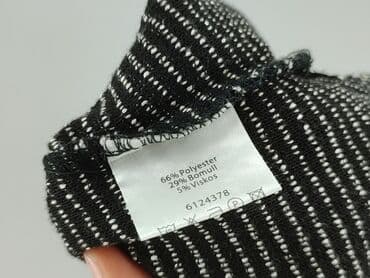 66% Polyester
29% Bomull
5% Viskos
6124378